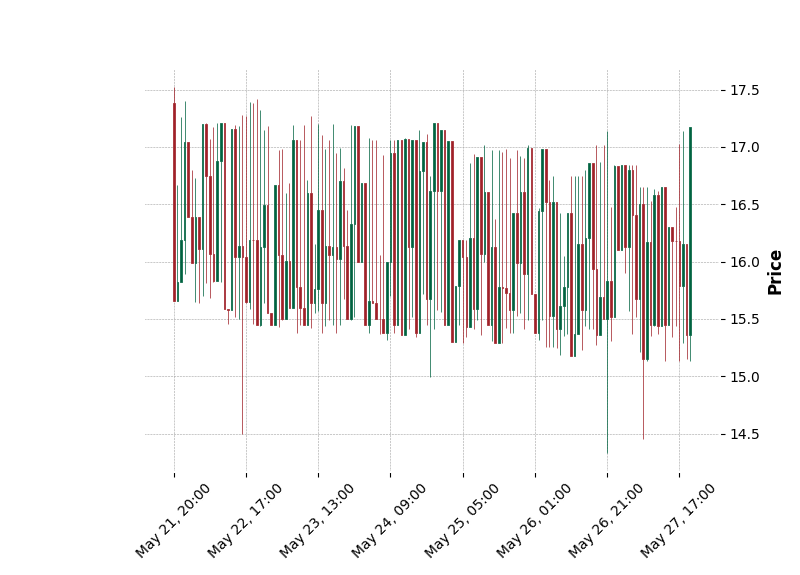 17.5
17.0
16.5
16.0
15.5
15.0
14.5
Price
May 21, 20:00
May 22, 17:00
May 23, 13:00
May 24, 09:00
May 25, 05:00
May 26, 01:00
May 26, 21:00
May 27, 17:00